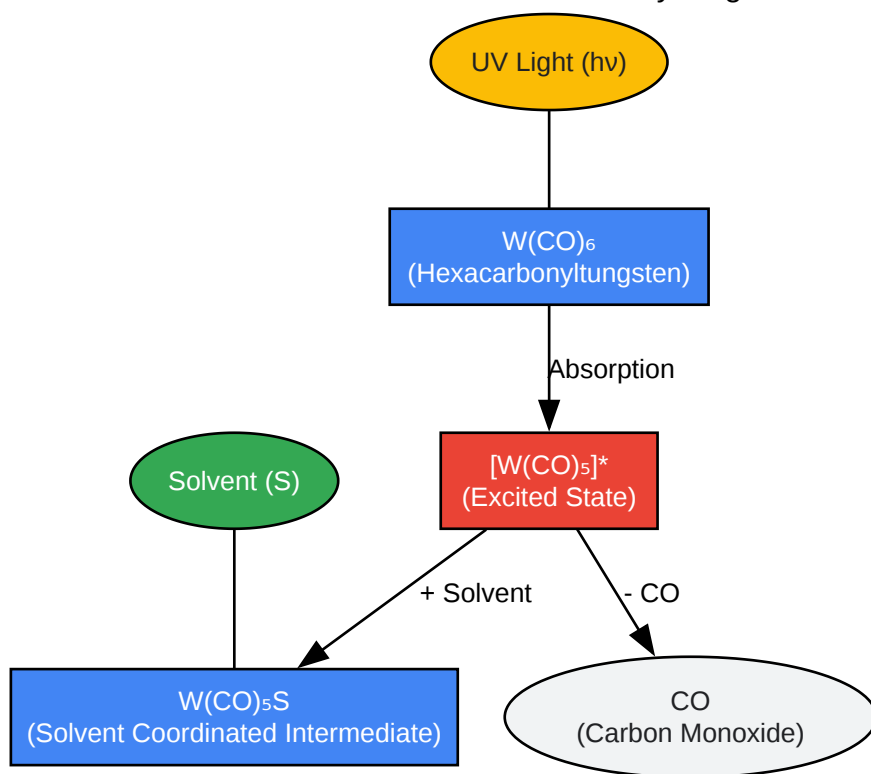 UV Light (hν)
W(CO)₆
(Hexacarbonyltungsten)
Absorption
[W(CO)₅]*
(Excited State)
Solvent (S)
+ Solvent
- CO
W(CO)₅S
(Solvent Coordinated Intermediate)
CO
(Carbon Monoxide)